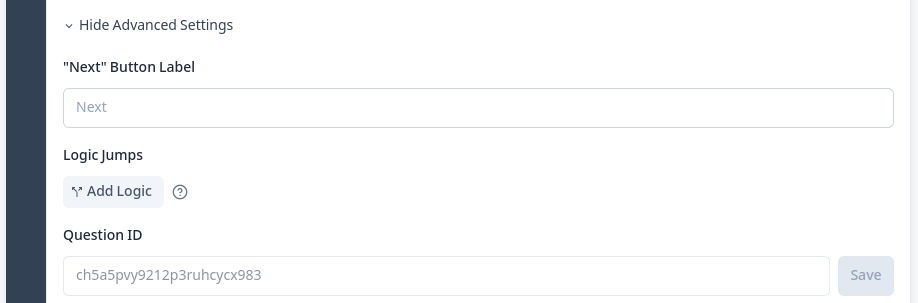 Hide Advanced Settings
"Next" Button Label
Next
Logic Jumps
Add Logic
Question ID
ch5a5pvy9212p3ruhcycx983
Save